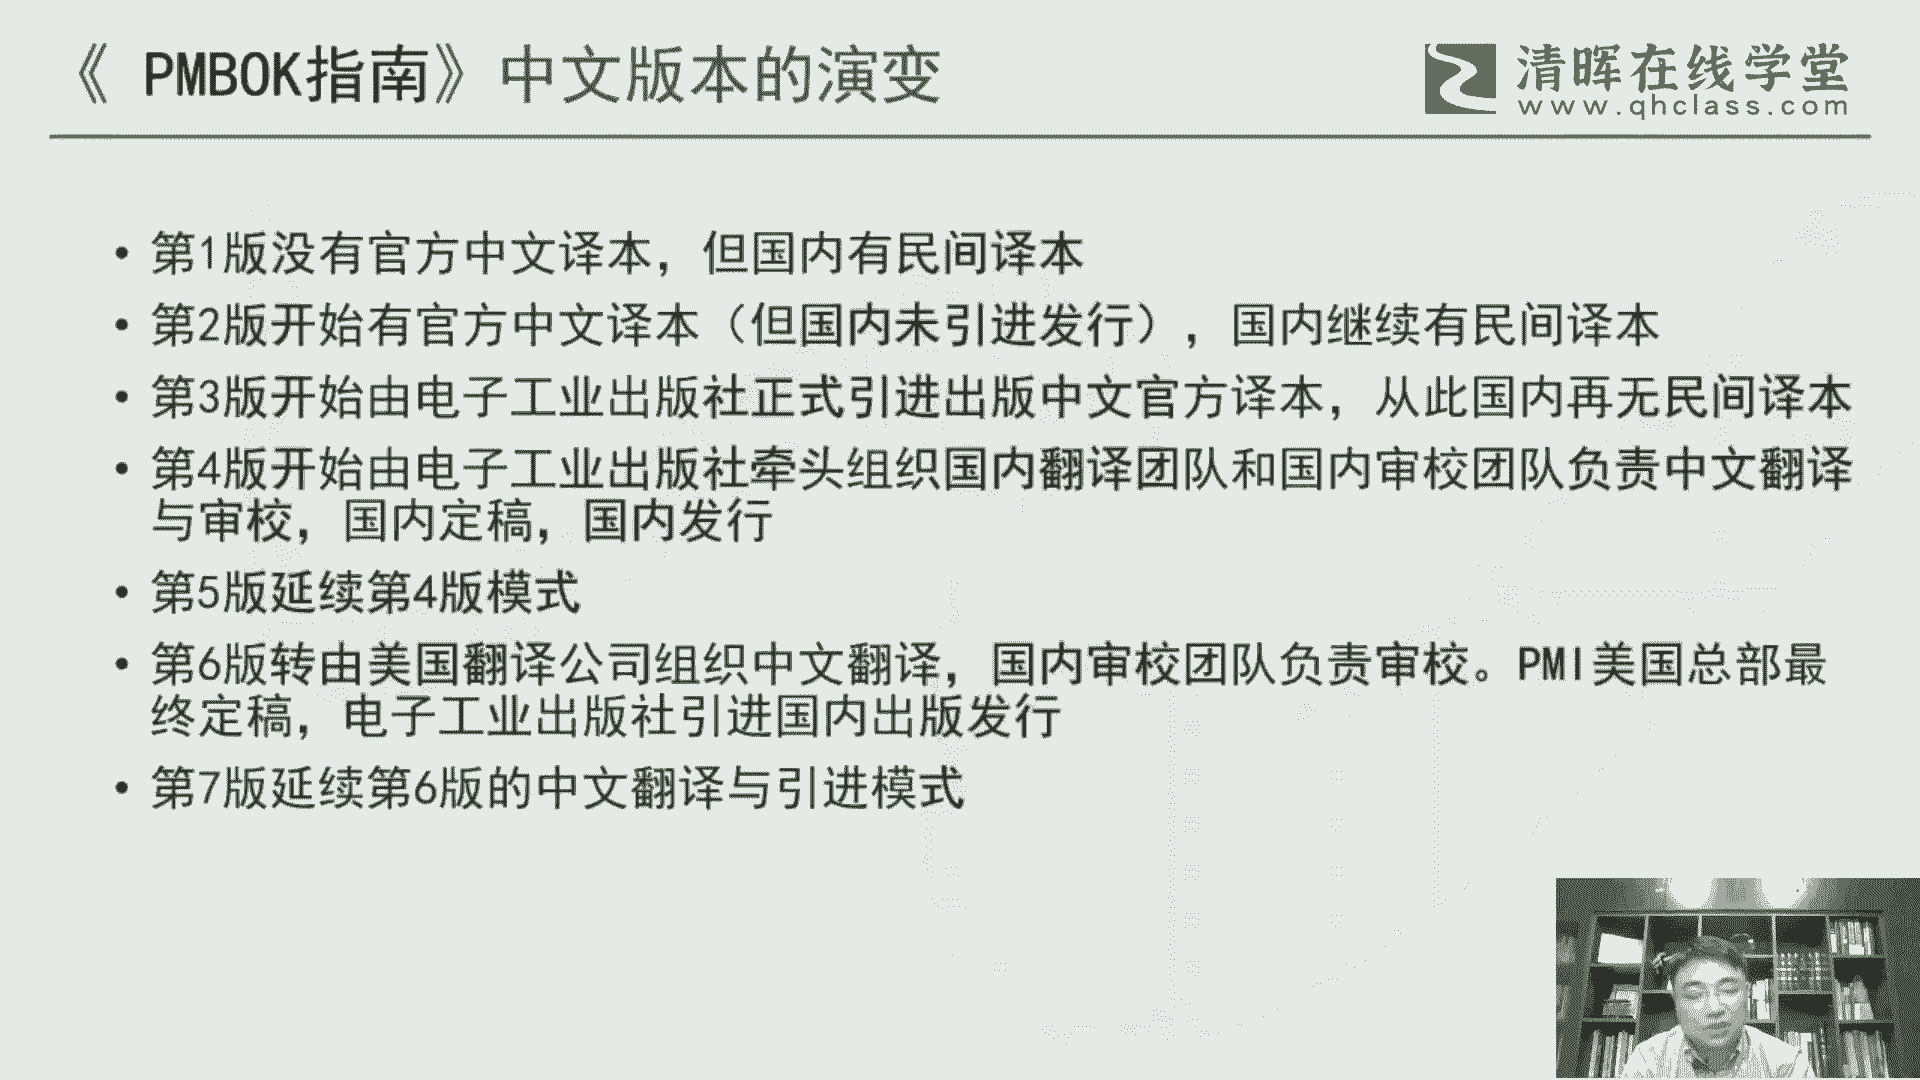 《 PMBOK指南》中文版本的演变
清晖在线学堂
www.qhclass.com
• 第1版没有官方中文译本，但国内有民间译本
• 第2版开始有官方中文译本（但国内未引进发行），国内继续有民间译本
• 第3版开始由电子工业出版社正式引进出版中文官方译本，从此国内再无民间译本
• 第4版开始由电子工业出版社牵头组织国内翻译团队和国内审校团队负责中文翻译
与审校，国内定稿，国内发行
• 第5版延续第4版模式
• 第6版转由美国翻译公司组织中文翻译，国内审校团队负责审校。PMI美国总部最
终定稿，电子工业出版社引进国内出版发行
• 第7版延续第6版的中文翻译与引进模式